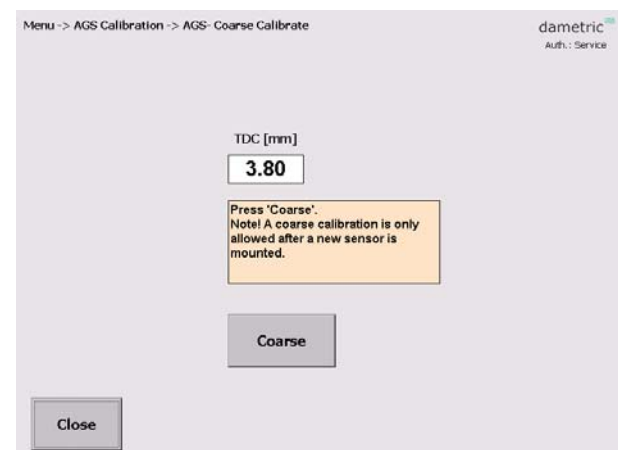 Menu -> AGS Calibration -> AGS- Coarse Calibrate
dametric
Auth.: Service
TDC [mm]
3.80
Press 'Coarse'.
Note! A coarse calibration is only
allowed after a new sensor is
mounted.
Coarse
Close